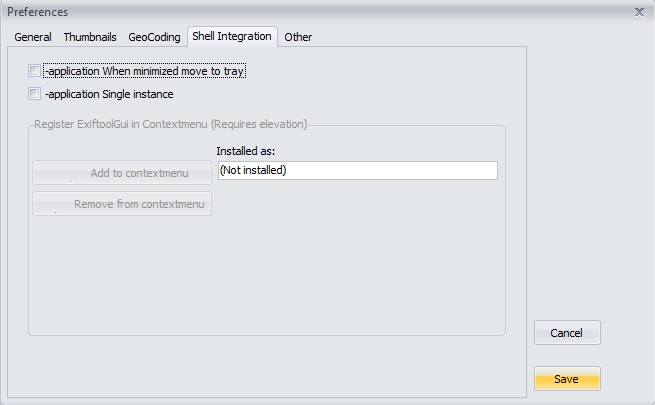 Preferences
General Thumbnails GeoCoding Shell Integration Other
-application When minimized move to tray
-application Single instance
Register ExiftoolGui in Contextmenu (Requires elevation)
Installed as:
Add to contextmenu (Not installed)
Remove from contextmenu
Cancel
Save